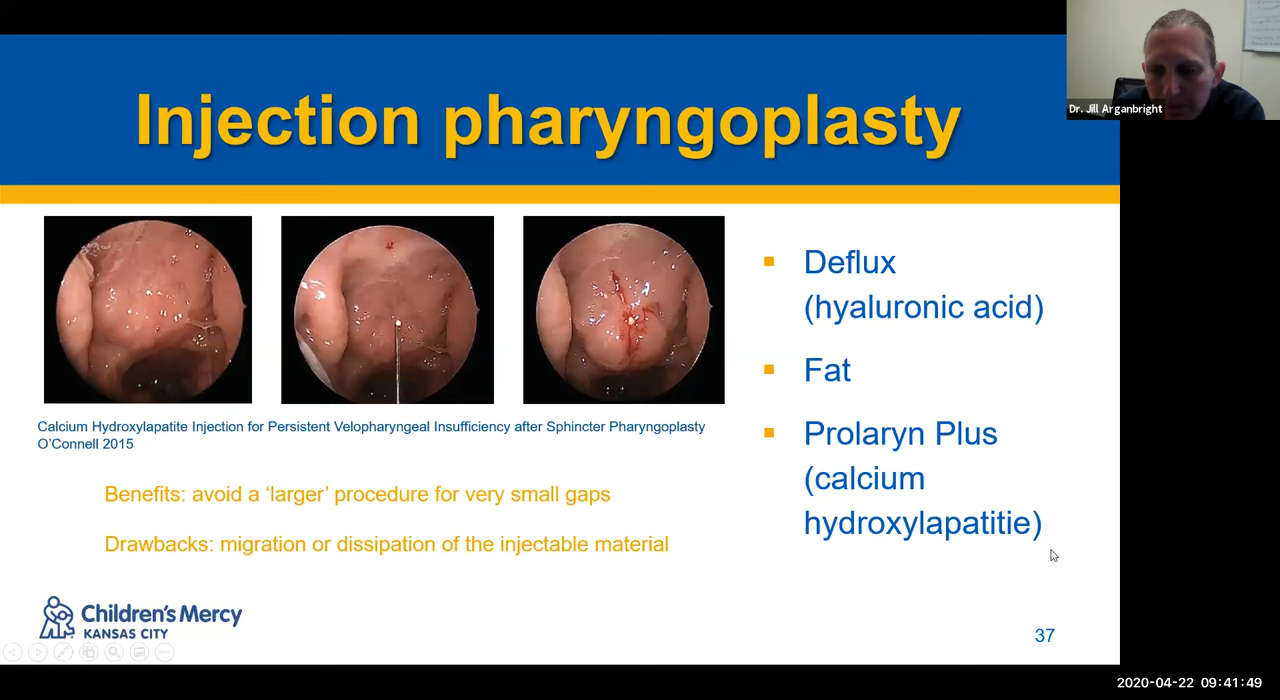 Injection pharyngoplasty
Dr. Jill Arganbright
Deflux
(hyaluronic acid)
Fat
Prolaryn Plus
(calcium
hydroxylapatitie)
Calcium Hydroxylapatite Injection for Persistent Velopharyngeal Insufficiency after Sphincter Pharyngoplasty
O'Connell 2015
Benefits: avoid a 'larger' procedure for very small gaps
Drawbacks: migration or dissipation of the injectable material
Children's Mercy
KANSAS CITY
37
2020-04-22 09:41:49